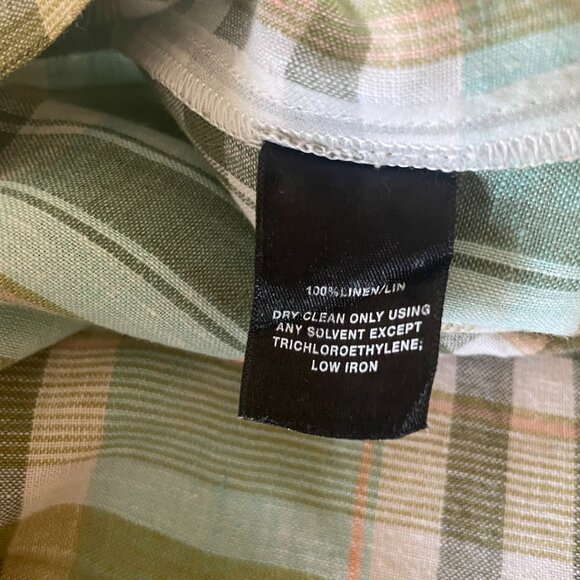 100% LINEN/LIN
DRY CLEAN ONLY USING
ANY SOLVENT EXCEPT
TRICHLOROETHYLENE;
LOW IRON